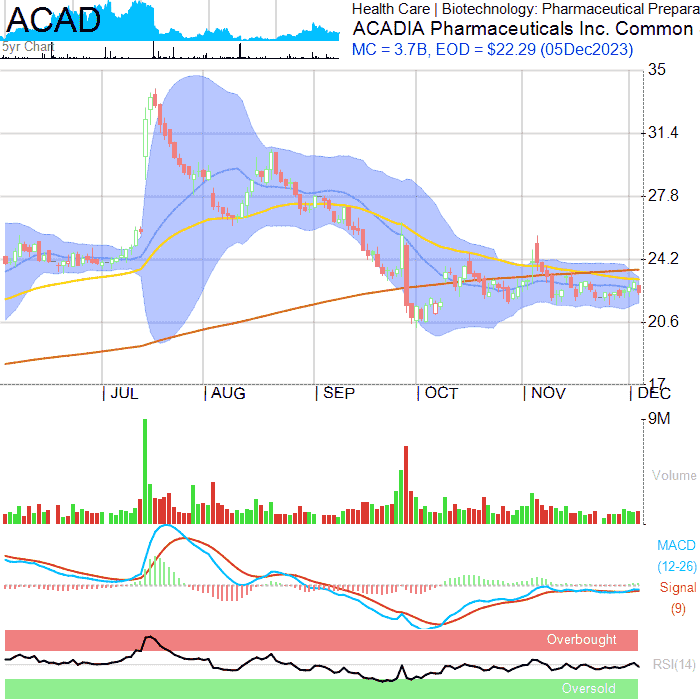 ACAD
5yr Chart
Health Care | Biotechnology: Pharmaceutical Prepara
ACADIA Pharmaceuticals Inc. Common
MC = 3.7B, EOD = $22.29 (05Dec2023)
35
31.4
27.8
24.2
20.6
17
JUL AUG SEP OCT NOV DEC
9M
Volume
MACD
(12-26)
Signal
(9)
Overbought
RSI(14)
Oversold